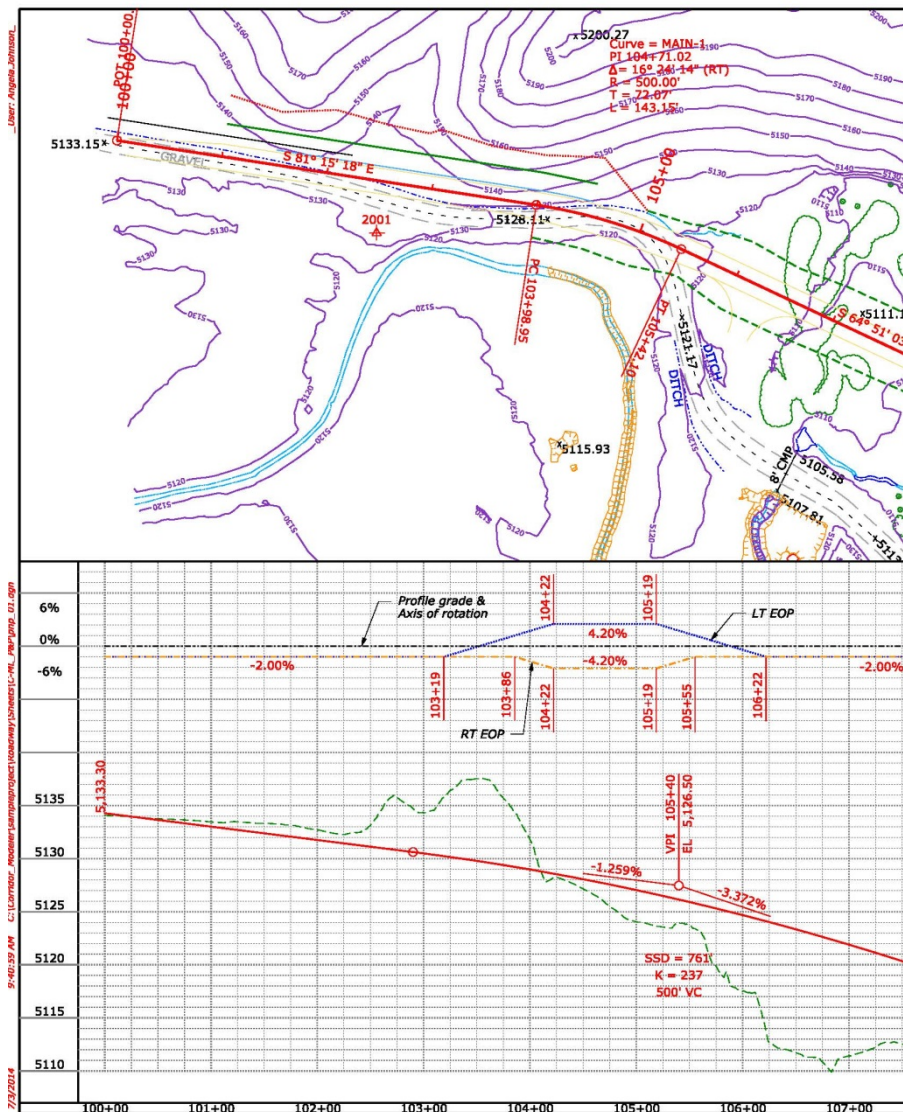 5200.27
Curve = MAIN-1
PI 104+71.02
Δ= 16° 24' 14" (RT)
R = 500.00'
T = 72.07'
L = 143.15'
POT 100+00.
100+00
5133.15
GRAVEL
S 81° 15' 18" E
105+00
2001
5128.11
PC 103+98.95
PT 105+42.10
S 64° 51' 03
5111.1
5121.17
DITCH
DITCH
5115.93
8' CMP
5105.58
5107.81
5200
5190
5180
5170
5160
5150
5140
5130
5120
5110
_User: Angela.Johnson_
6%
0%
-6%
Profile grade &
Axis of rotation
104+22
105+19
LT EOP
4.20%
-2.00%
-4.20%
-2.00%
103+19
103+86
104+22
105+19
105+55
106+22
RT EOP
5,133.30
VPI 105+40
EL 5,126.50
-1.259%
-3.372%
SSD = 761
K = 237
500' VC
5135
5130
5125
5120
5115
5110
100+00
101+00
102+00
103+00
104+00
105+00
106+00
107+00
7/3/2014
9:40:59 AM